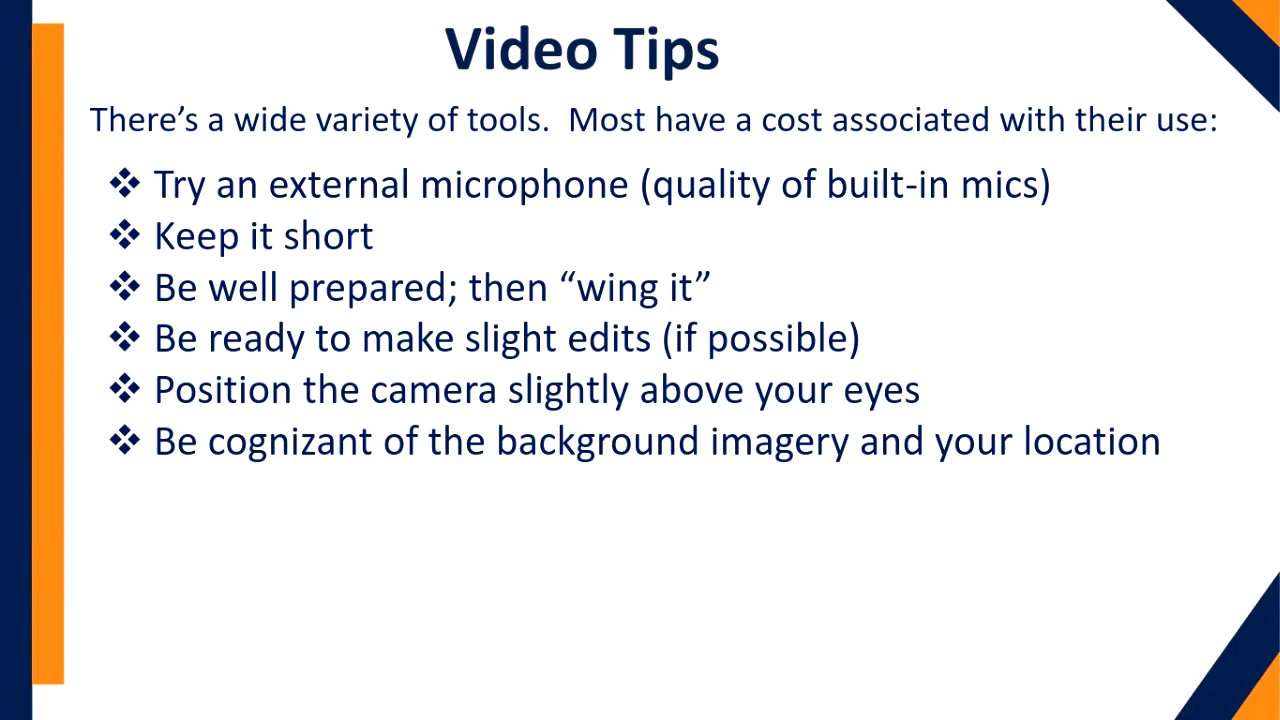 Video Tips
There’s a wide variety of tools.  Most have a cost associated with their use:
❖ Try an external microphone (quality of built-in mics)
❖ Keep it short
❖ Be well prepared; then “wing it”
❖ Be ready to make slight edits (if possible)
❖ Position the camera slightly above your eyes
❖ Be cognizant of the background imagery and your location